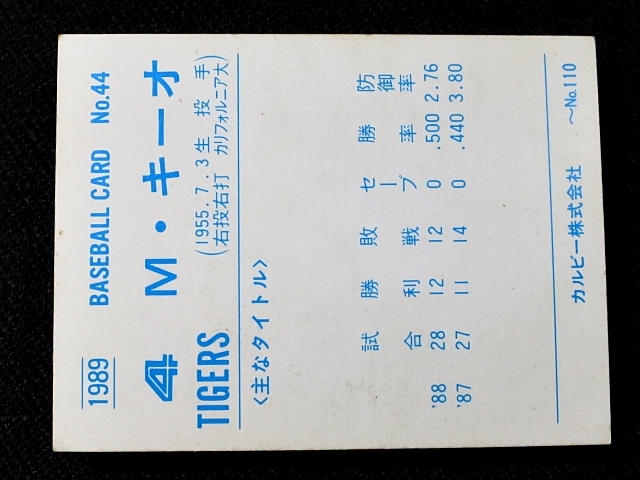 1989 BASEBALL CARD No.44
4 M・キーオ
TIGERS (1955.7.3生 投手
右投右打 カリフォルニア大)
〈主なタイトル〉
試合 勝利 敗戦 セーブ 勝率 防御率
'88 28 12 12 0 .500 2.76
'87 27 11 14 0 .440 3.80
カルビー株式会社 〜No.110